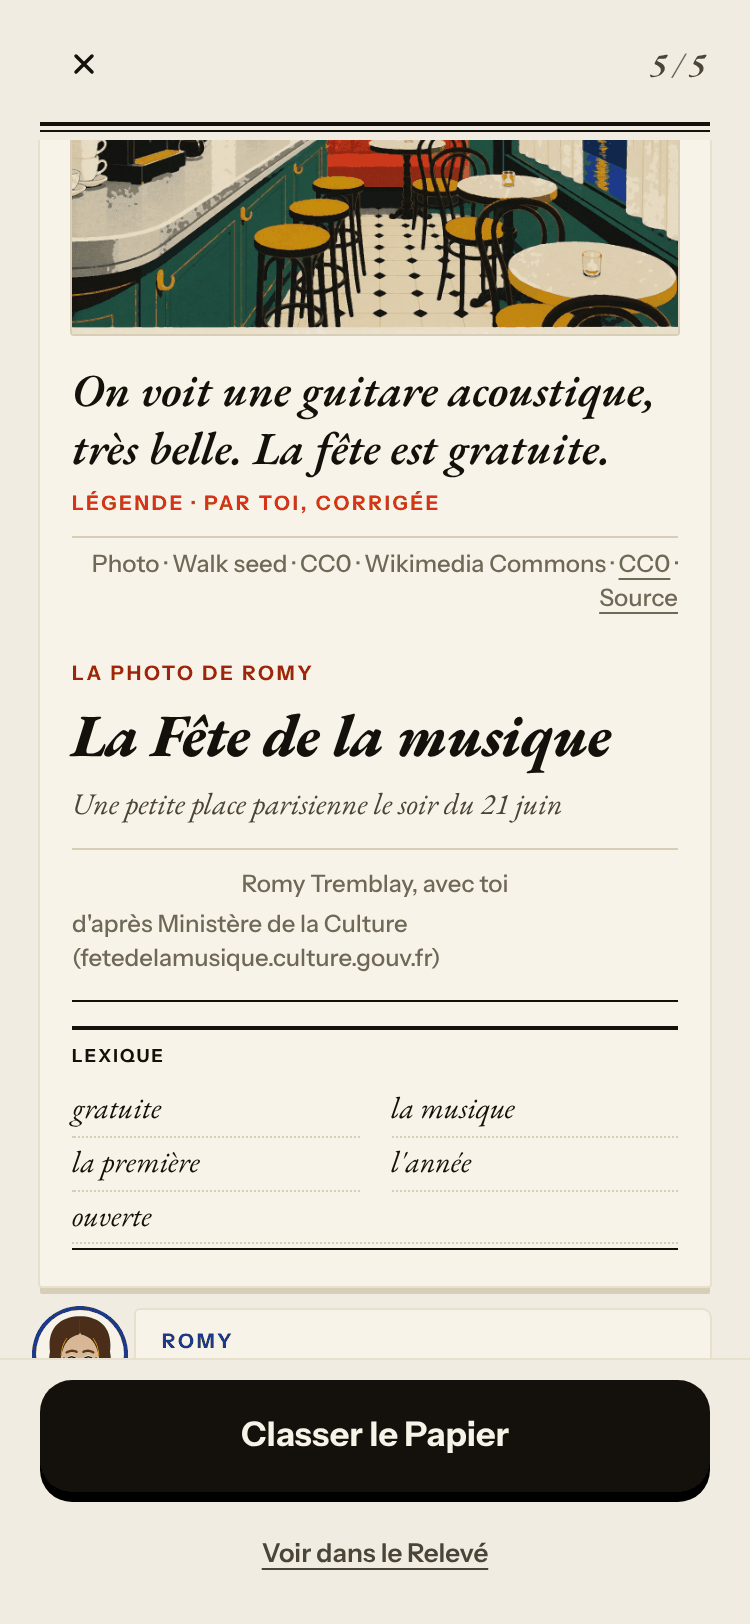 5/5
On voit une guitare acoustique,
très belle. La fête est gratuite.
LÉGENDE · PAR TOI, CORRIGÉE
Photo · Walk seed · CC0 · Wikimedia Commons · CC0 ·
Source
LA PHOTO DE ROMY
La Fête de la musique
Une petite place parisienne le soir du 21 juin
Romy Tremblay, avec toi
d'après Ministère de la Culture
(fetedelamusique.culture.gouv.fr)
LEXIQUE
gratuite
la musique
la première
l'année
ouverte
ROMY
Classer le Papier
Voir dans le Relevé